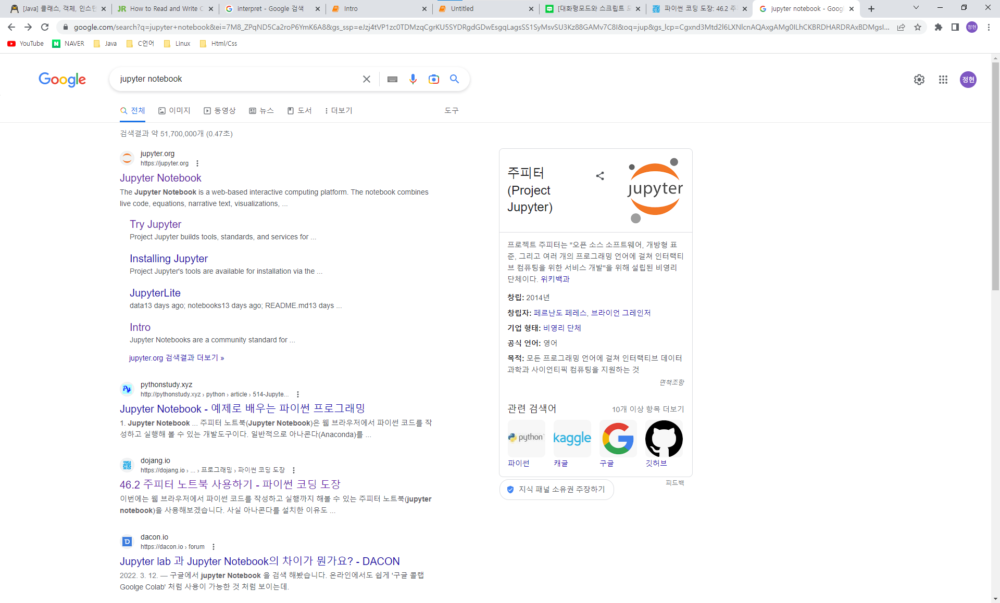 [Java] 클래스, 객체, 인스턴
How to Read and Write C
interpret - Google 검색
Intro
Untitled
[대화형모드와 스크립트 모
파이썬 코딩 도장: 46.2 주
jupyter notebook - Goog
정현
YouTube
NAVER
Java
C언어
Linux
Html/Css
Google
jupyter notebook
정현
전체
이미지
동영상
뉴스
도서
더보기
도구
검색결과 약 51,700,000개 (0.47초)
jupyter.org
https://jupyter.org
Jupyter Notebook
The Jupyter Notebook is a web-based interactive computing platform. The notebook combines
live code, equations, narrative text, visualizations, ...
Try Jupyter
Project Jupyter builds tools, standards, and services for ...
Installing Jupyter
Project Jupyter's tools are available for installation via the ...
JupyterLite
data13 days ago; notebooks13 days ago; README.md13 days ...
Intro
Jupyter Notebooks are a community standard for ...
jupyter.org 검색결과 더보기 »
Py
pythonstudy.xyz
http://pythonstudy.xyz › python › article › 514-Jupyte...
Jupyter Notebook - 예제로 배우는 파이썬 프로그래밍
1. Jupyter Notebook ... 주피터 노트북(Jupyter Notebook)은 웹 브라우저에서 파이썬 코드를 작
성하고 실행해 볼 수 있는 개발도구이다. 일반적으로 아나콘다(Anaconda)를 ...
코딩
도장
dojang.io
https://dojang.io › ... › 프로그래밍 › 파이썬 코딩 도장
46.2 주피터 노트북 사용하기 - 파이썬 코딩 도장
이번에는 웹 브라우저에서 파이썬 코드를 작성하고 실행까지 해볼 수 있는 주피터 노트북(jupyter
notebook)을 사용해보겠습니다. 사실 아나콘다를 설치한 이유도 ...
D
dacon.io
https://dacon.io › forum
Jupyter lab 과 Jupyter Notebook의 차이가 뭔가요? - DACON
2022. 3. 12. — 구글에서 jupyter Notebook 을 검색 해봤습니다. 온라인에서도 쉽게 '구글 콜랩
Goolge Colab' 처럼 사용이 가능한 것 처럼 보이는데.
주피터
(Project
Jupyter)
jupyter
프로젝트 주피터는 "오픈 소스 소프트웨어, 개방형 표
준, 그리고 여러 개의 프로그래밍 언어에 걸쳐 인터랙티
브 컴퓨팅을 위한 서비스 개발"을 위해 설립된 비영리
단체이다. 위키백과
창립: 2014년
창립자: 페르난도 페레스, 브라이언 그레인저
기업 형태: 비영리 단체
공식 언어: 영어
목적: 모든 프로그래밍 언어에 걸쳐 인터랙티브 데이터
과학과 사이언티픽 컴퓨팅을 지원하는 것
면책조항
관련 검색어
10개 이상 항목 더보기
python
kaggle
파이썬
캐글
구글
깃허브
피드백
지식 패널 소유권 주장하기